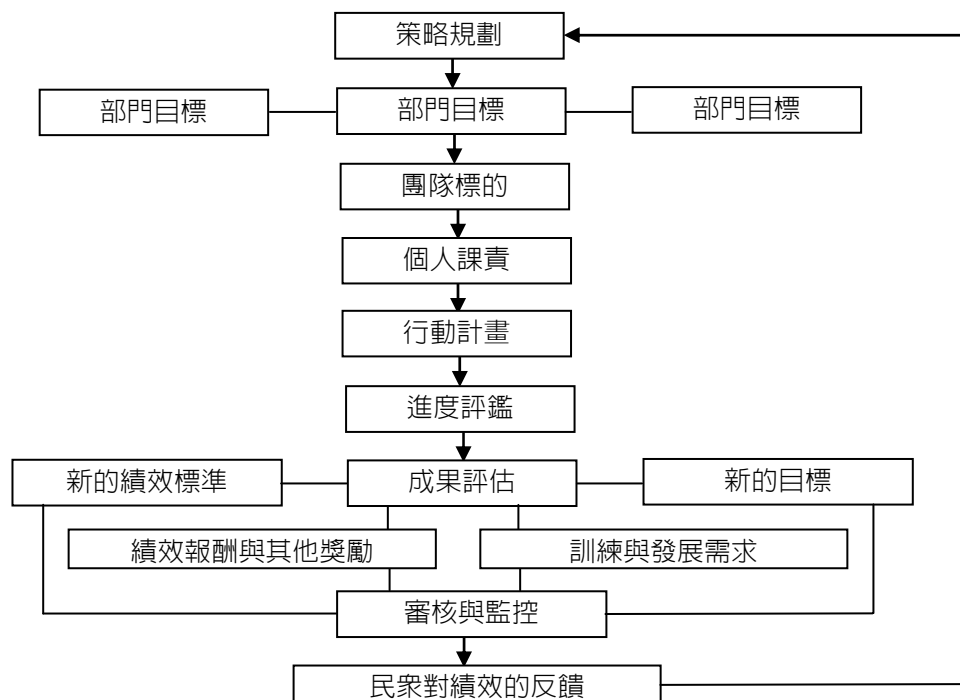 策略規劃
部門目標
部門目標
部門目標
團隊標的
個人課責
行動計畫
進度評鑑
新的績效標準
成果評估
新的目標
績效報酬與其他獎勵
訓練與發展需求
審核與監控
民眾對績效的反饋